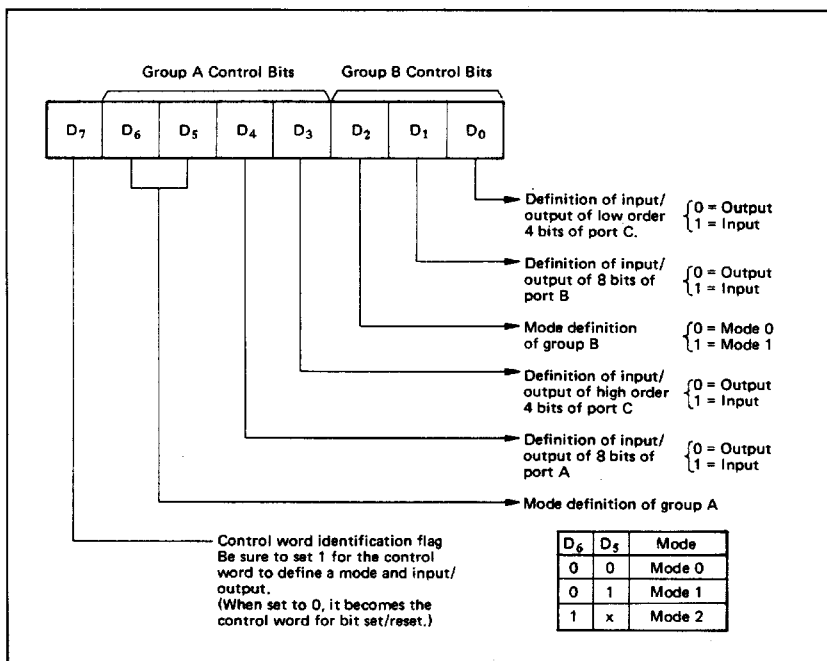 Group A Control Bits Group B Control Bits
D7 D6 D5 D4 D3 D2 D1 D0
Definition of input/
output of low order
4 bits of port C.
{0 = Output
1 = Input
Definition of input/
output of 8 bits of
port B
{0 = Output
1 = Input
Mode definition
of group B
{0 = Mode 0
1 = Mode 1
Definition of input/
output of high order
4 bits of port C
{0 = Output
1 = Input
Definition of input/
output of 8 bits of
port A
{0 = Output
1 = Input
Mode definition of group A
Control word identification flag
Be sure to set 1 for the control
word to define a mode and input/
output.
(When set to 0, it becomes the
control word for bit set/reset.)
D6 D5 Mode
0 0 Mode 0
0 1 Mode 1
1 x Mode 2